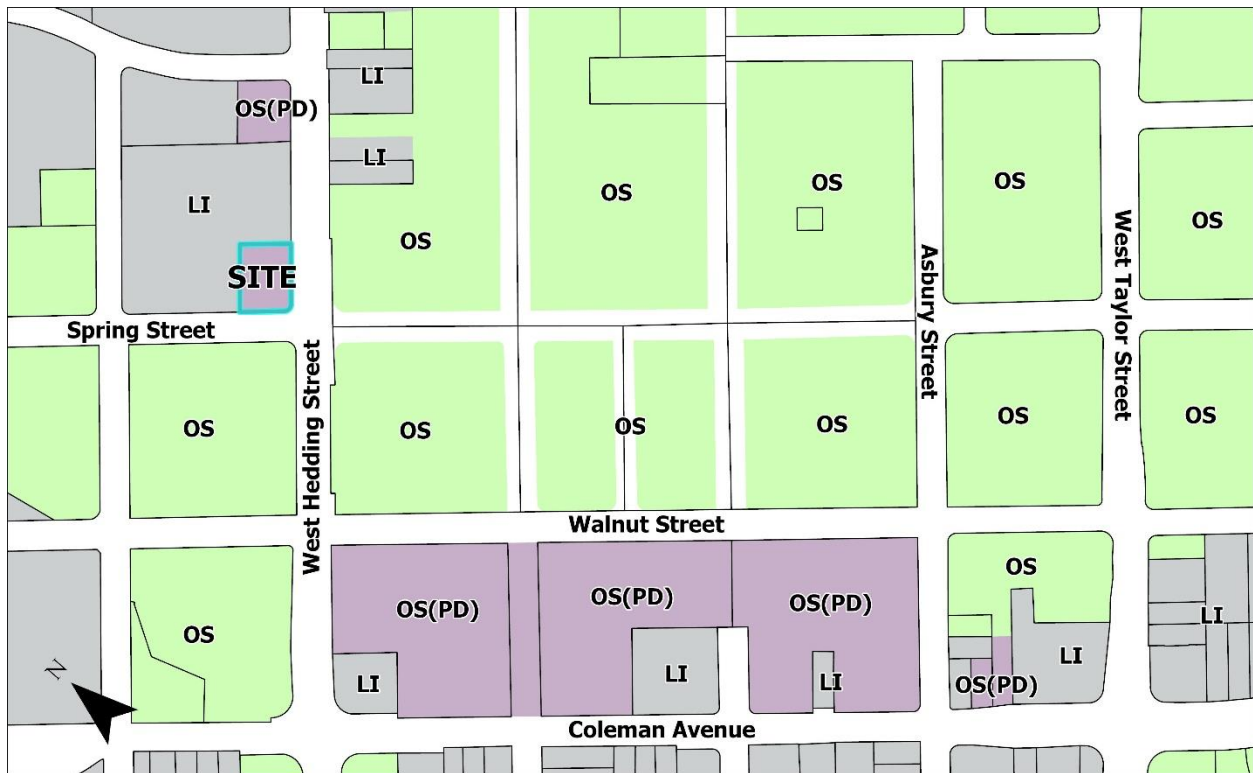 LI
OS(PD)
LI
LI
OS
OS
OS
OS
OS
SITE
Spring Street
West Hedding Street
Asbury Street
West Taylor Street
OS
OS
OS
OS
OS
OS
Walnut Street
OS
OS(PD)
OS(PD)
OS(PD)
OS
LI
LI
LI
LI
OS(PD)
LI
N
Coleman Avenue